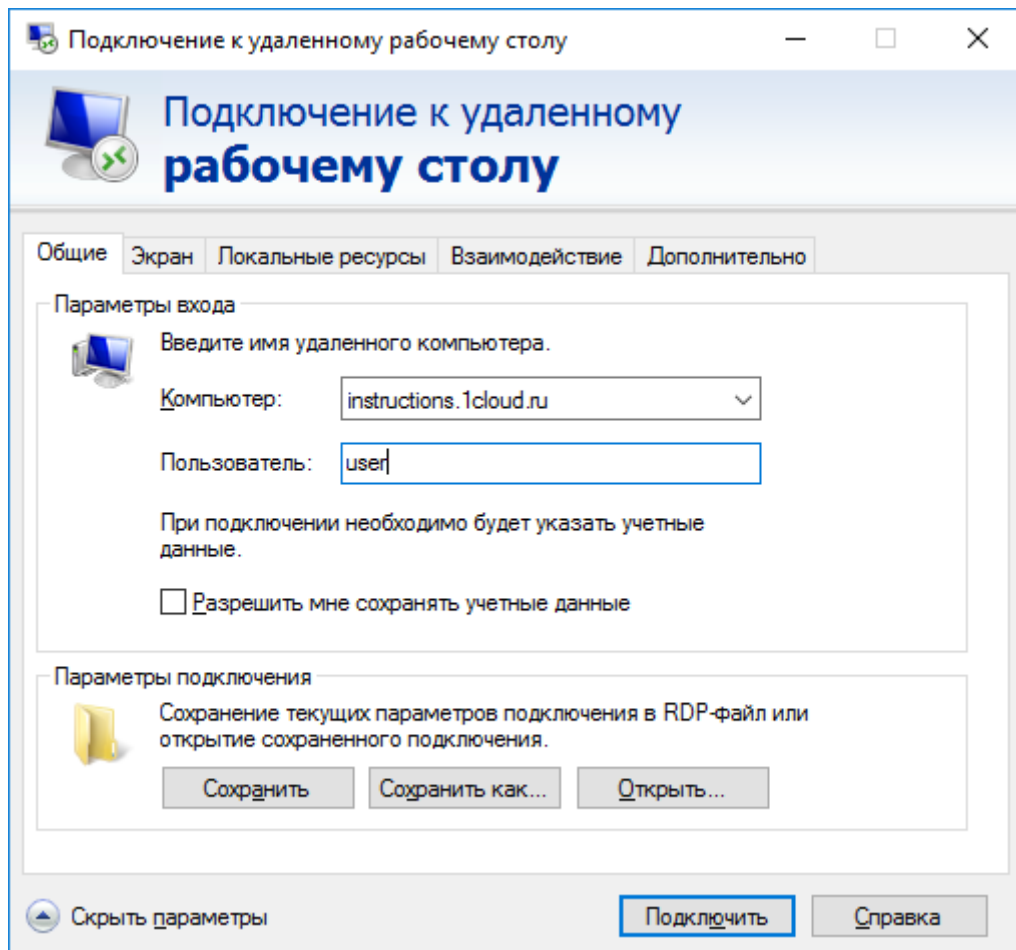 Подключение к удаленному рабочему столу
Подключение к удаленному
рабочему столу
Общие
Экран
Локальные ресурсы
Взаимодействие
Дополнительно
Параметры входа
Введите имя удаленного компьютера.
Компьютер:
instructions.1cloud.ru
Пользователь:
user
При подключении необходимо будет указать учетные
данные.
Разрешить мне сохранять учетные данные
Параметры подключения
Сохранение текущих параметров подключения в RDP-файл или
открытие сохраненного подключения.
Сохранить
Сохранить как...
Открыть...
Скрыть параметры
Подключить
Справка